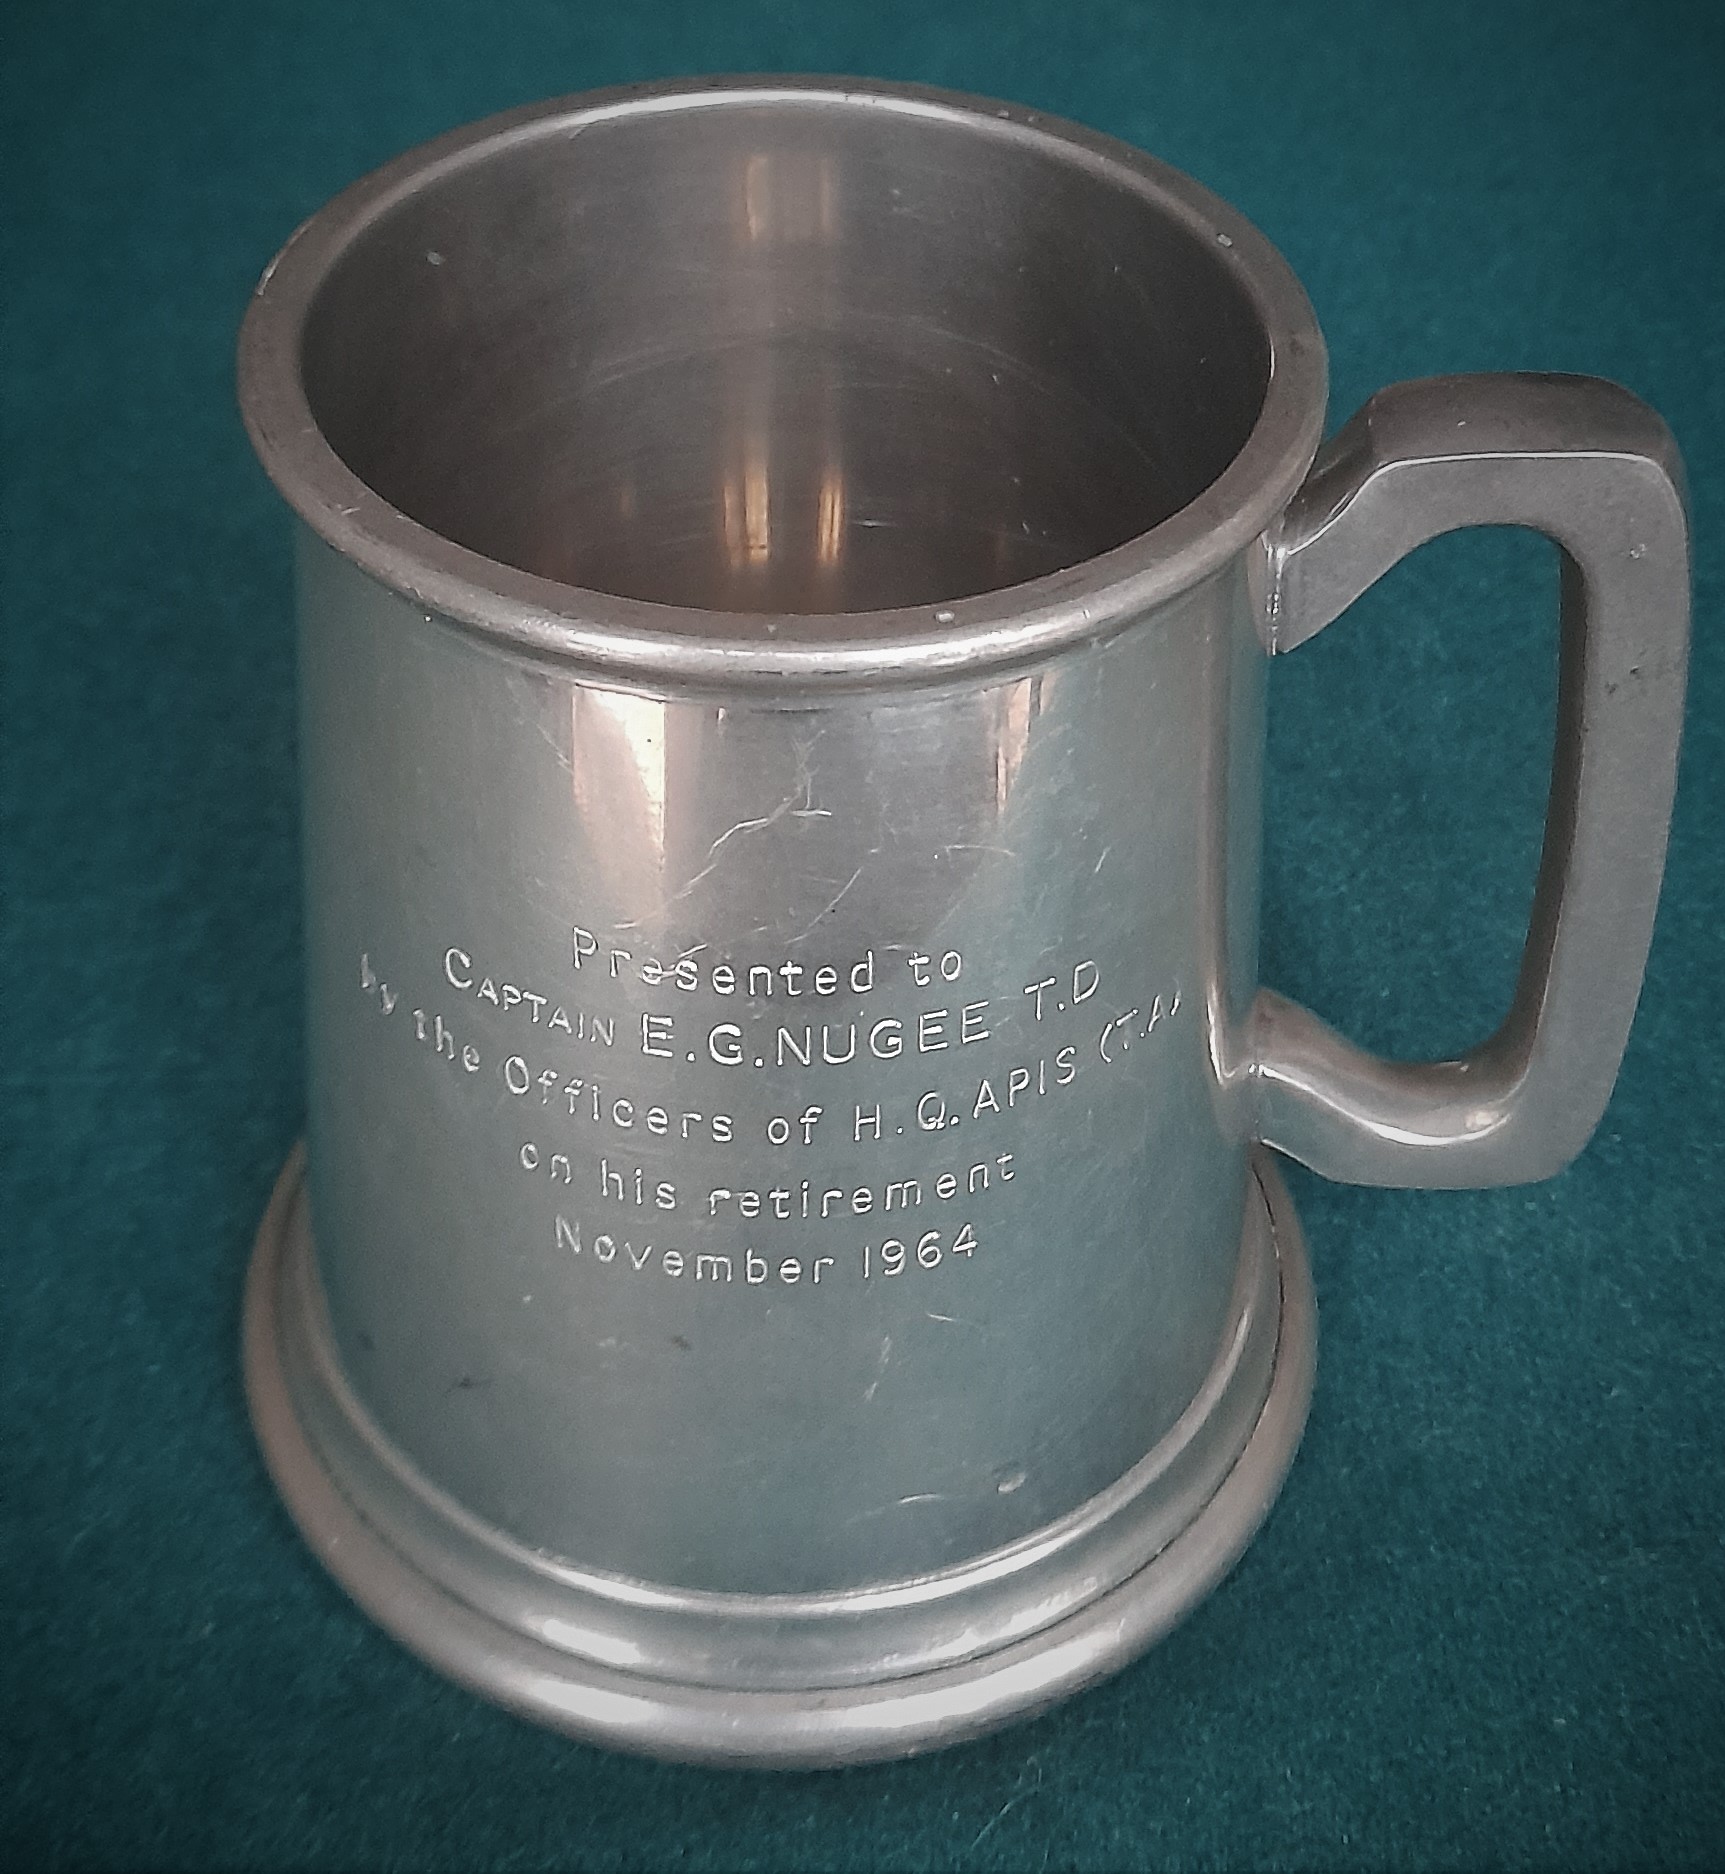 Presented to
CAPTAIN E.G.NUGEE T.D
by the Officers of H.Q.APIS (T.A)
on his retirement
November 1964